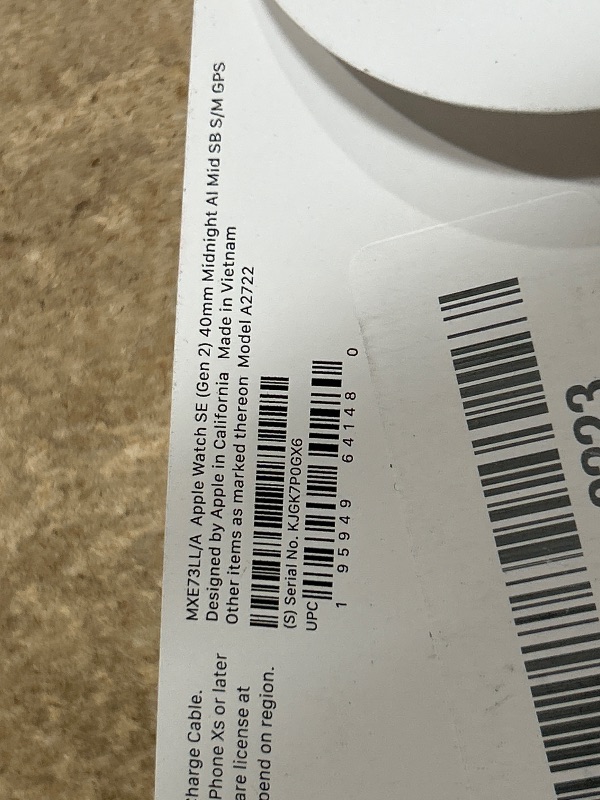 MXE73LL/A Apple Watch SE (Gen 2) 40mm Midnight Al Mid SB S/M GPS
Designed by Apple in California Made in Vietnam
Other items as marked thereon Model A2722
(S) Serial No. KJGK7P0GX6
UPC
1 95949 64148 0
harge Cable.
Phone Xs or later
are license at
pend on region.